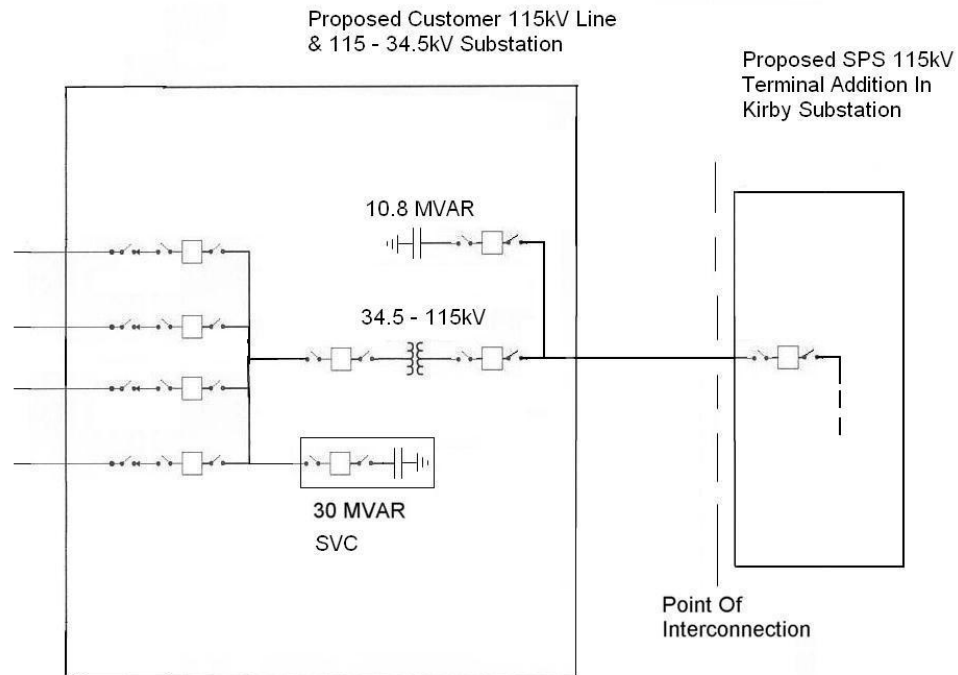 Proposed Customer 115kV Line
& 115 - 34.5kV Substation
Proposed SPS 115kV
Terminal Addition In
Kirby Substation
10.8 MVAR
34.5 - 115kV
30 MVAR
SVC
Point Of
Interconnection